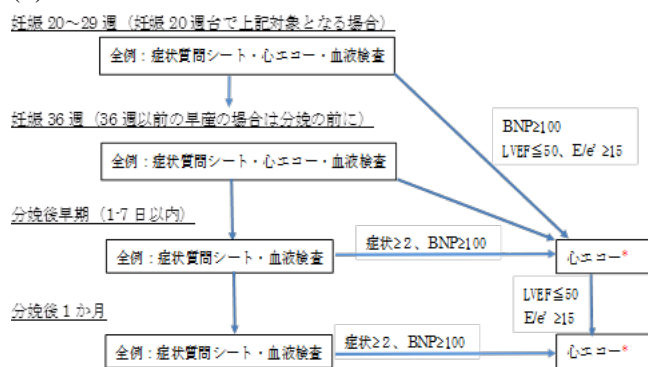 妊娠 20～29 週（妊娠 20 週台で上記対象となる場合）
全例：症状質問シート・心エコー・血液検査
妊娠 36 週（36 週以前の早産の場合は分娩の前に）
BNP≥100
LVEF≦50、E/e' ≥15
全例：症状質問シート・心エコー・血液検査
分娩後早期（1-7 日以内）
症状≥2、BNP≥100
全例：症状質問シート・血液検査
心エコー*
LVEF≦50
E/e' ≥15
分娩後 1 か月
症状≥2、BNP≥100
全例：症状質問シート・血液検査
心エコー*